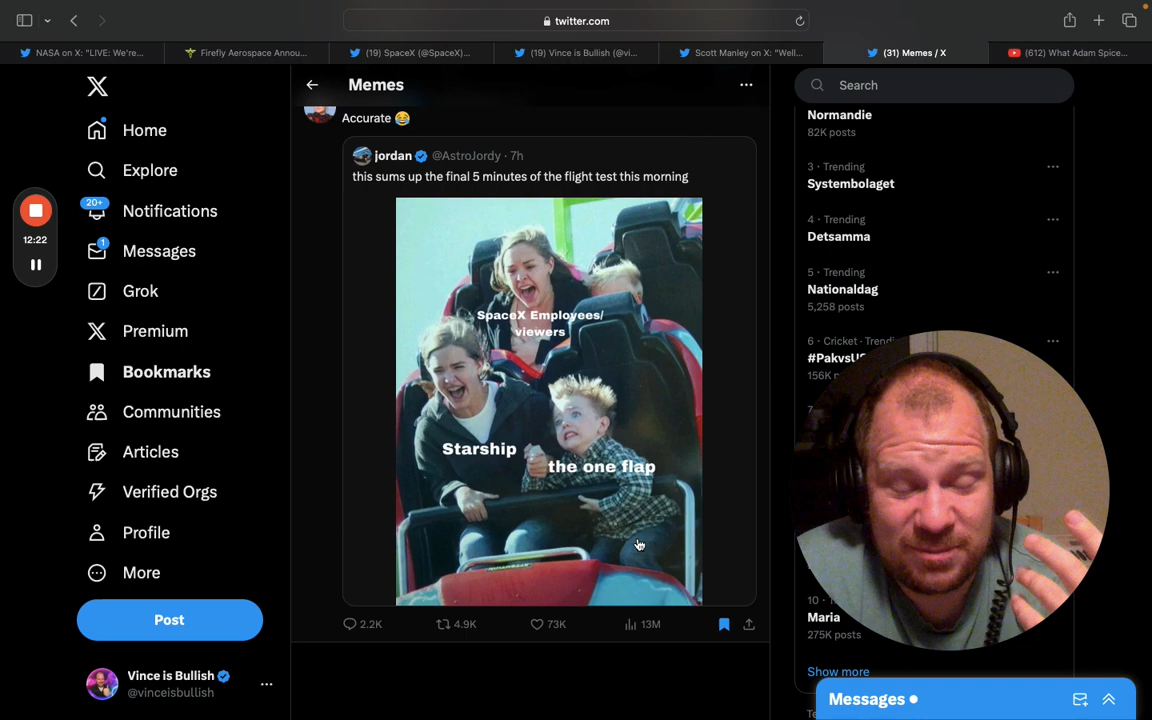 twitter.com
NASA on X: "LIVE: We're...
Firefly Aerospace Annou...
(19) SpaceX (@SpaceX)...
(19) Vince is Bullish (@vi...
Scott Manley on X: "Well...
(31) Memes / X
(612) What Adam Spice...
Home
Explore
20+
Notifications
1
Messages
Grok
Premium
Bookmarks
Communities
Articles
Verified Orgs
Profile
More
Post
Vince is Bullish
@vinceisbullish
12:22
Memes
Accurate 😂
jordan @AstroJordy · 7h
this sums up the final 5 minutes of the flight test this morning
SpaceX Employees/
viewers
Starship
the one flap
2.2K
4.9K
73K
13M
Search
Normandie
82K posts
3 · Trending
Systembolaget
4 · Trending
Detsamma
5 · Trending
Nationaldag
5,258 posts
6 · Cricket · Trendi
#PakvsU
156K
7
10 ·
Maria
275K posts
Show more
Messages